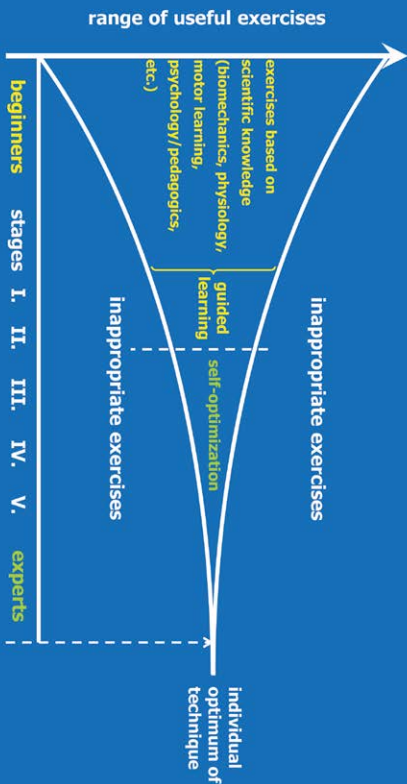 range of useful exercises
exercises based on
scientific knowledge
(biomechanics, physiology,
motor learning,
psychology/pedagogics,
etc.)
guided
learning
self-optimization
inappropriate exercises
inappropriate exercises
individual
optimum of
technique
beginners stages I. II. III. IV. V. experts